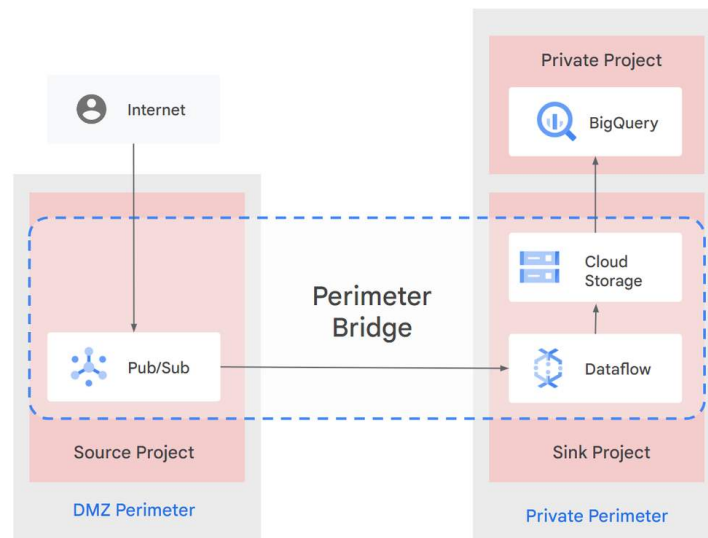 Private Project
Internet
BigQuery
Perimeter
Bridge
Cloud
Storage
Pub/Sub
Dataflow
Source Project
Sink Project
DMZ Perimeter
Private Perimeter